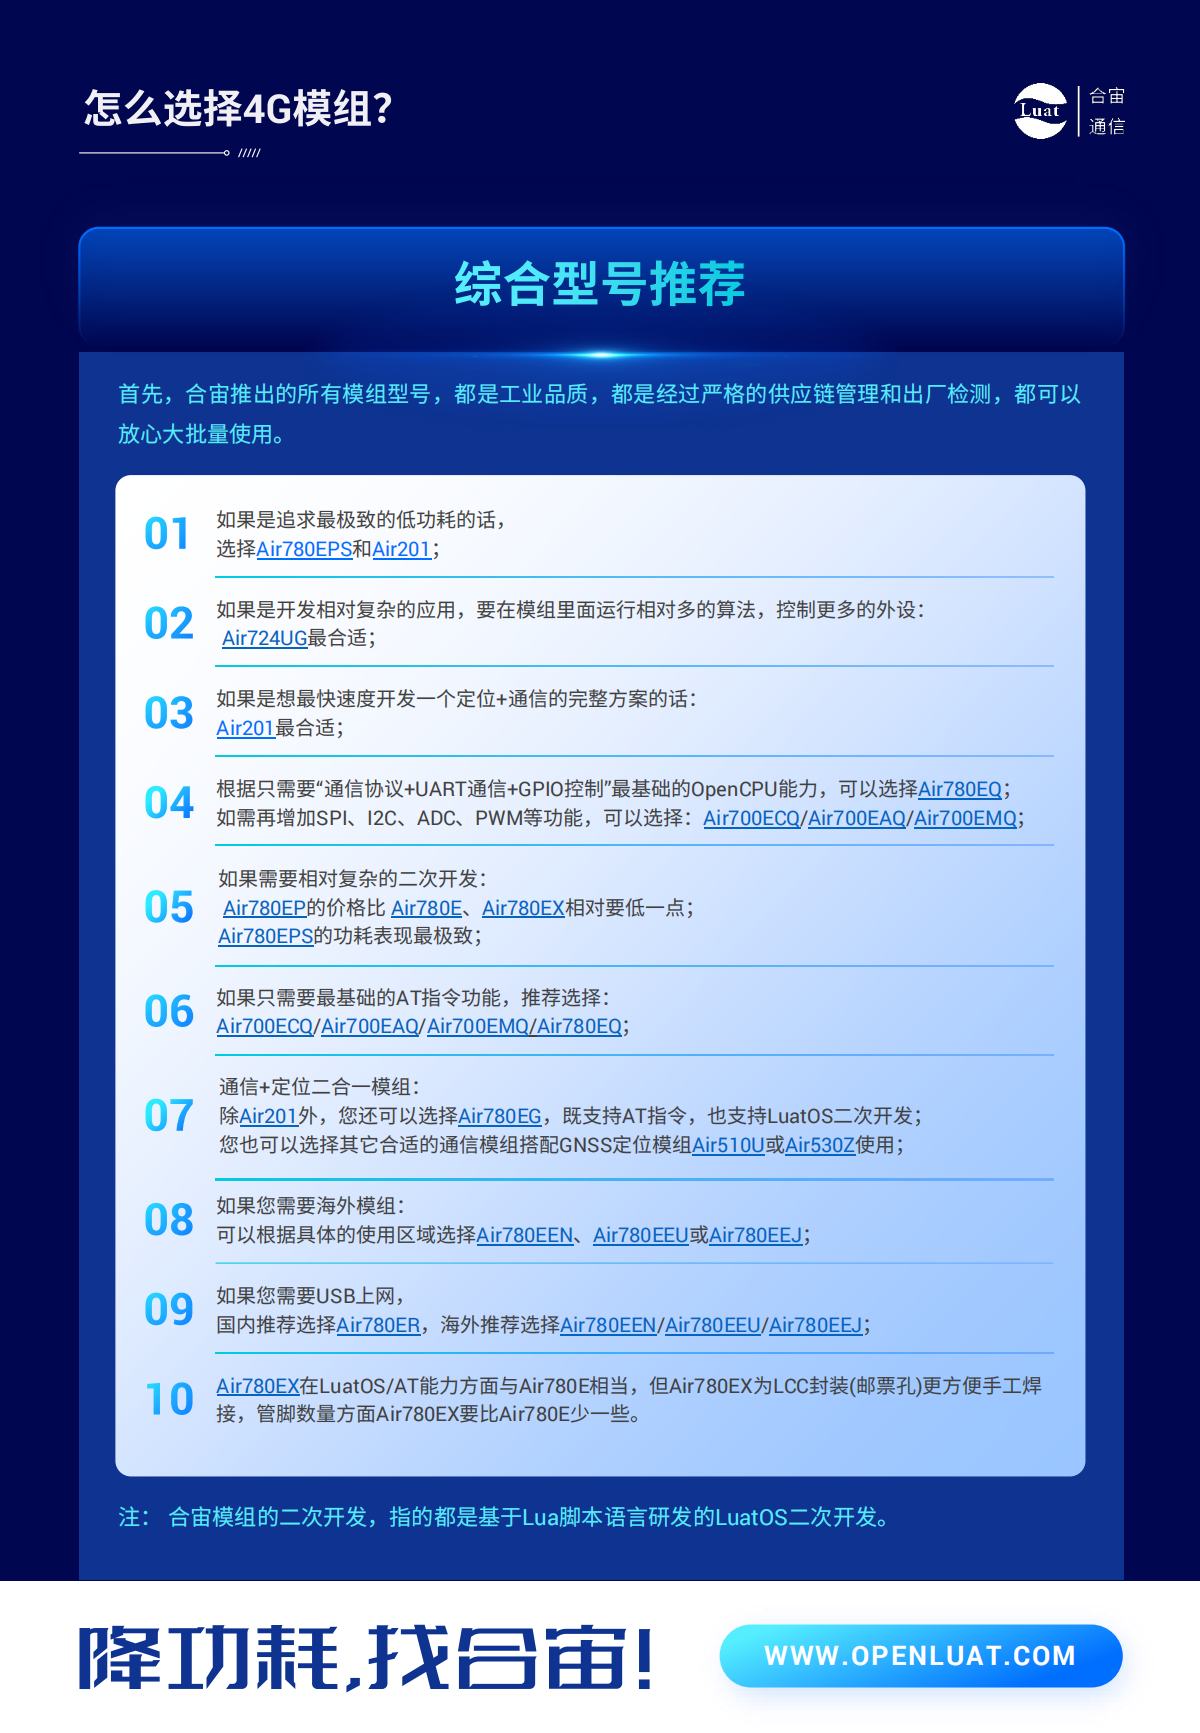 怎么选择4G模组？
Luat
合宙
通信
综合型号推荐
首先，合宙推出的所有模组型号，都是工业品质，都是经过严格的供应链管理和出厂检测，都可以
放心大批量使用。
01
如果是追求最极致的低功耗的话，
选择Air780EPS和Air201；
02
如果是开发相对复杂的应用，要在模组里面运行相对多的算法，控制更多的外设：
Air724UG最合适；
03
如果是想最快速度开发一个定位+通信的完整方案的话：
Air201最合适；
04
根据只需要“通信协议+UART通信+GPIO控制”最基础的OpenCPU能力，可以选择Air780EQ；
如需再增加SPI、I2C、ADC、PWM等功能，可以选择：Air700ECQ/Air700EAQ/Air700EMQ；
05
如果需要相对复杂的二次开发：
Air780EP的价格比 Air780E、Air780EX相对要低一点；
Air780EPS的功耗表现最极致；
06
如果只需要最基础的AT指令功能，推荐选择：
Air700ECQ/Air700EAQ/Air700EMQ/Air780EQ；
07
通信+定位二合一模组：
除Air201外，您还可以选择Air780EG，既支持AT指令，也支持LuatOS二次开发；
您也可以选择其它合适的通信模组搭配GNSS定位模组Air510U或Air530Z使用；
08
如果您需要海外模组：
可以根据具体的使用区域选择Air780EEN、Air780EEU或Air780EEJ；
09
如果您需要USB上网，
国内推荐选择Air780ER，海外推荐选择Air780EEN/Air780EEU/Air780EEJ；
10
Air780EX在LuatOS/AT能力方面与Air780E相当，但Air780EX为LCC封装(邮票孔)更方便手工焊
接，管脚数量方面Air780EX要比Air780E少一些。
注： 合宙模组的二次开发，指的都是基于Lua脚本语言研发的LuatOS二次开发。
降功耗,找合宙!
WWW.OPENLUAT.COM